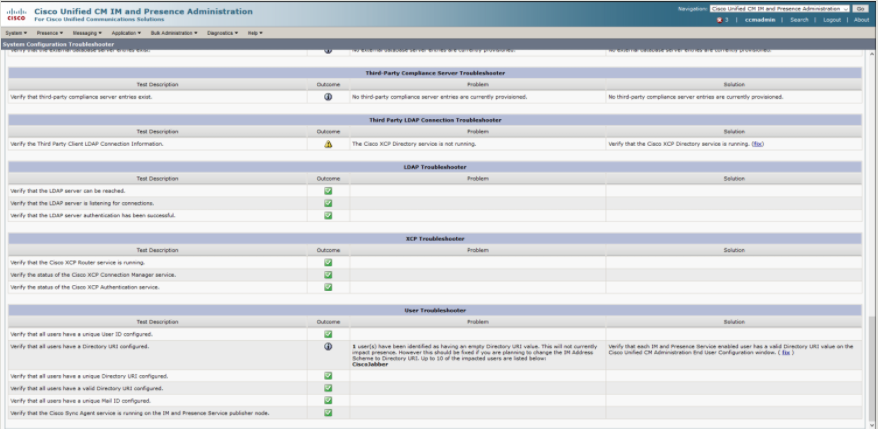 cisco
Cisco Unified CM IM and Presence Administration
For Cisco Unified Communications Solutions
Navigation Cisco Unified CM IM and Presence Administration Go
3 | ccmadmin | Search | Logout | About
System Presence Messaging Application Bulk Administration Diagnostics Help
System Configuration Troubleshooter
Verify that the external database server entries exist. No external database server entries are currently provisioned. No external database server entries are currently provisioned.
Third-Party Compliance Server Troubleshooter
Test Description Outcome Problem Solution
Verify that third-party compliance server entries exist. No third-party compliance server entries are currently provisioned. No third-party compliance server entries are currently provisioned.
Third Party LDAP Connection Troubleshooter
Test Description Outcome Problem Solution
Verify the Third Party Client LDAP Connection Information. The Cisco XCP Directory service is not running. Verify that the Cisco XCP Directory service is running. (fix)
LDAP Troubleshooter
Test Description Outcome Problem Solution
Verify that the LDAP server can be reached.
Verify that the LDAP server is listening for connections.
Verify that the LDAP server authentication has been successful.
XCP Troubleshooter
Test Description Outcome Problem Solution
Verify that the Cisco XCP Router service is running.
Verify the status of the Cisco XCP Connection Manager service.
Verify the status of the Cisco XCP Authentication service.
User Troubleshooter
Test Description Outcome Problem Solution
Verify that all users have a unique User ID configured.
Verify that all users have a Directory URI configured. 1 user(s) have been identified as having an empty Directory URI value. This will not currently Verify that each IM and Presence Service enabled user has a valid Directory URI value on the
impact presence. However this should be fixed if you are planning to change the IM Address Cisco Unified CM Administration End User Configuration window. ( fix )
Scheme to Directory URI. Up to 10 of the impacted users are listed below:
CiscoJabber
Verify that all users have a unique Directory URI configured.
Verify that all users have a valid Directory URI configured.
Verify that all users have a unique Mail ID configured.
Verify that the Cisco Sync Agent service is running on the IM and Presence Service publisher node.